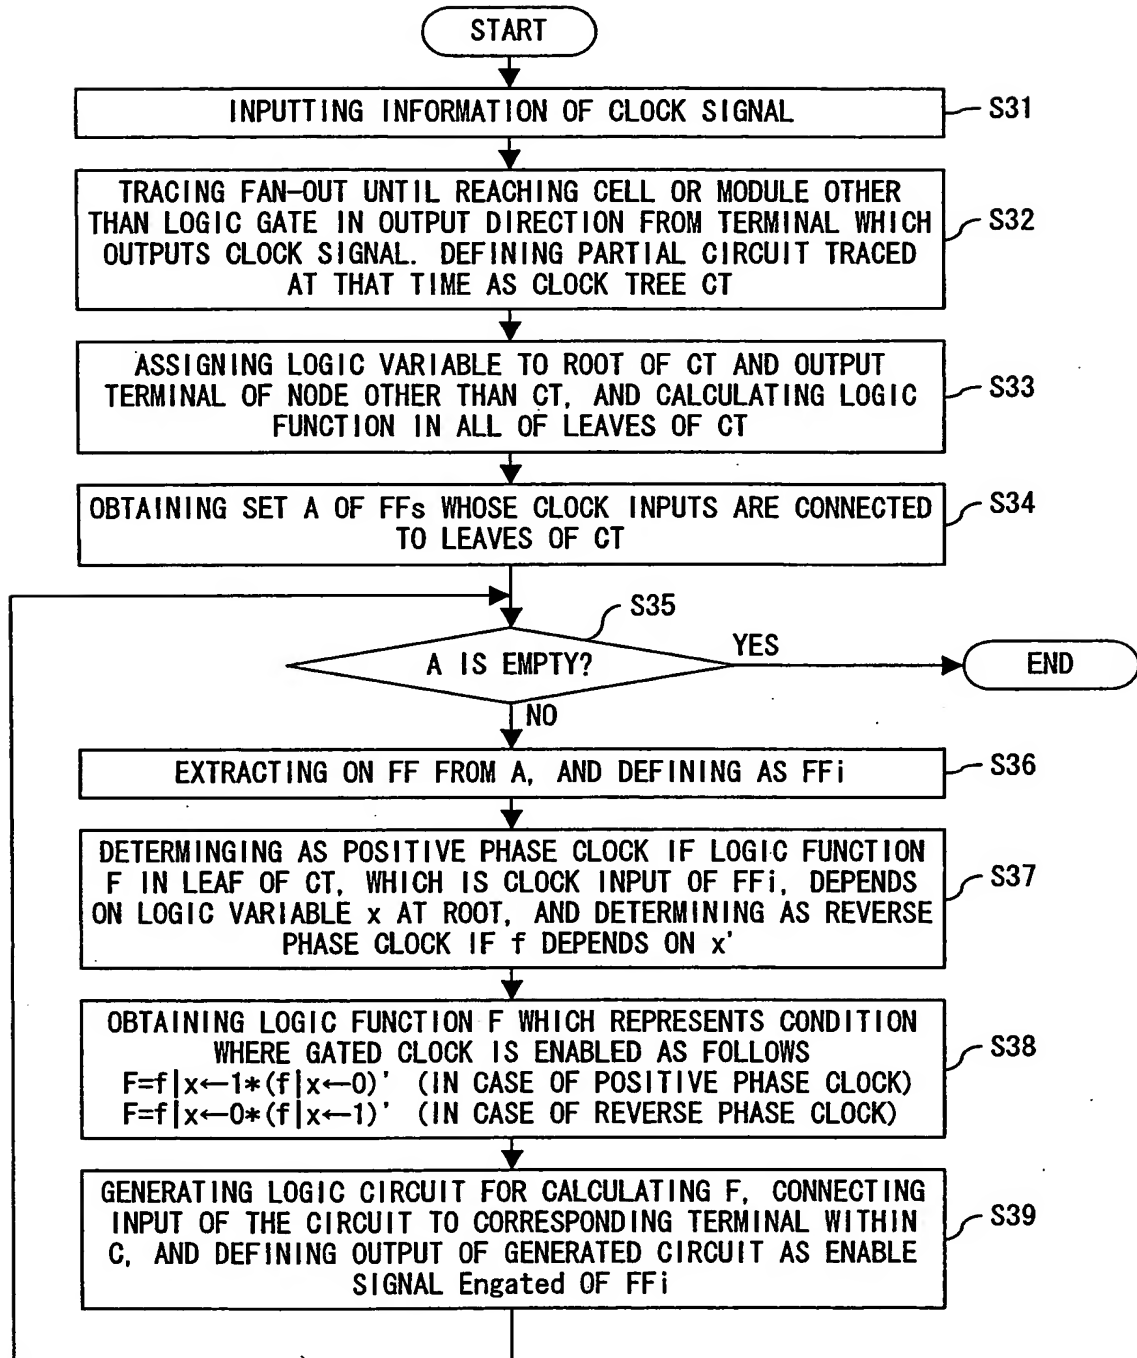 START
INPUTTING INFORMATION OF CLOCK SIGNAL
S31
TRACING FAN-OUT UNTIL REACHING CELL OR MODULE OTHER
THAN LOGIC GATE IN OUTPUT DIRECTION FROM TERMINAL WHICH
OUTPUTS CLOCK SIGNAL. DEFINING PARTIAL CIRCUIT TRACED
AT THAT TIME AS CLOCK TREE CT
S32
ASSIGNING LOGIC VARIABLE TO ROOT OF CT AND OUTPUT
TERMINAL OF NODE OTHER THAN CT, AND CALCULATING LOGIC
FUNCTION IN ALL OF LEAVES OF CT
S33
OBTAINING SET A OF FFs WHOSE CLOCK INPUTS ARE CONNECTED
TO LEAVES OF CT
S34
S35
A IS EMPTY?
YES
END
NO
EXTRACTING ON FF FROM A, AND DEFINING AS FFi
S36
DETERMINGING AS POSITIVE PHASE CLOCK IF LOGIC FUNCTION
F IN LEAF OF CT, WHICH IS CLOCK INPUT OF FFi, DEPENDS
ON LOGIC VARIABLE x AT ROOT, AND DETERMINING AS REVERSE
PHASE CLOCK IF f DEPENDS ON x'
S37
OBTAINING LOGIC FUNCTION F WHICH REPRESENTS CONDITION
WHERE GATED CLOCK IS ENABLED AS FOLLOWS
F=f|x←1*(f|x←0)' (IN CASE OF POSITIVE PHASE CLOCK)
F=f|x←0*(f|x←1)' (IN CASE OF REVERSE PHASE CLOCK)
S38
GENERATING LOGIC CIRCUIT FOR CALCULATING F, CONNECTING
INPUT OF THE CIRCUIT TO CORRESPONDING TERMINAL WITHIN
C, AND DEFINING OUTPUT OF GENERATED CIRCUIT AS ENABLE
SIGNAL Engated OF FFi
S39